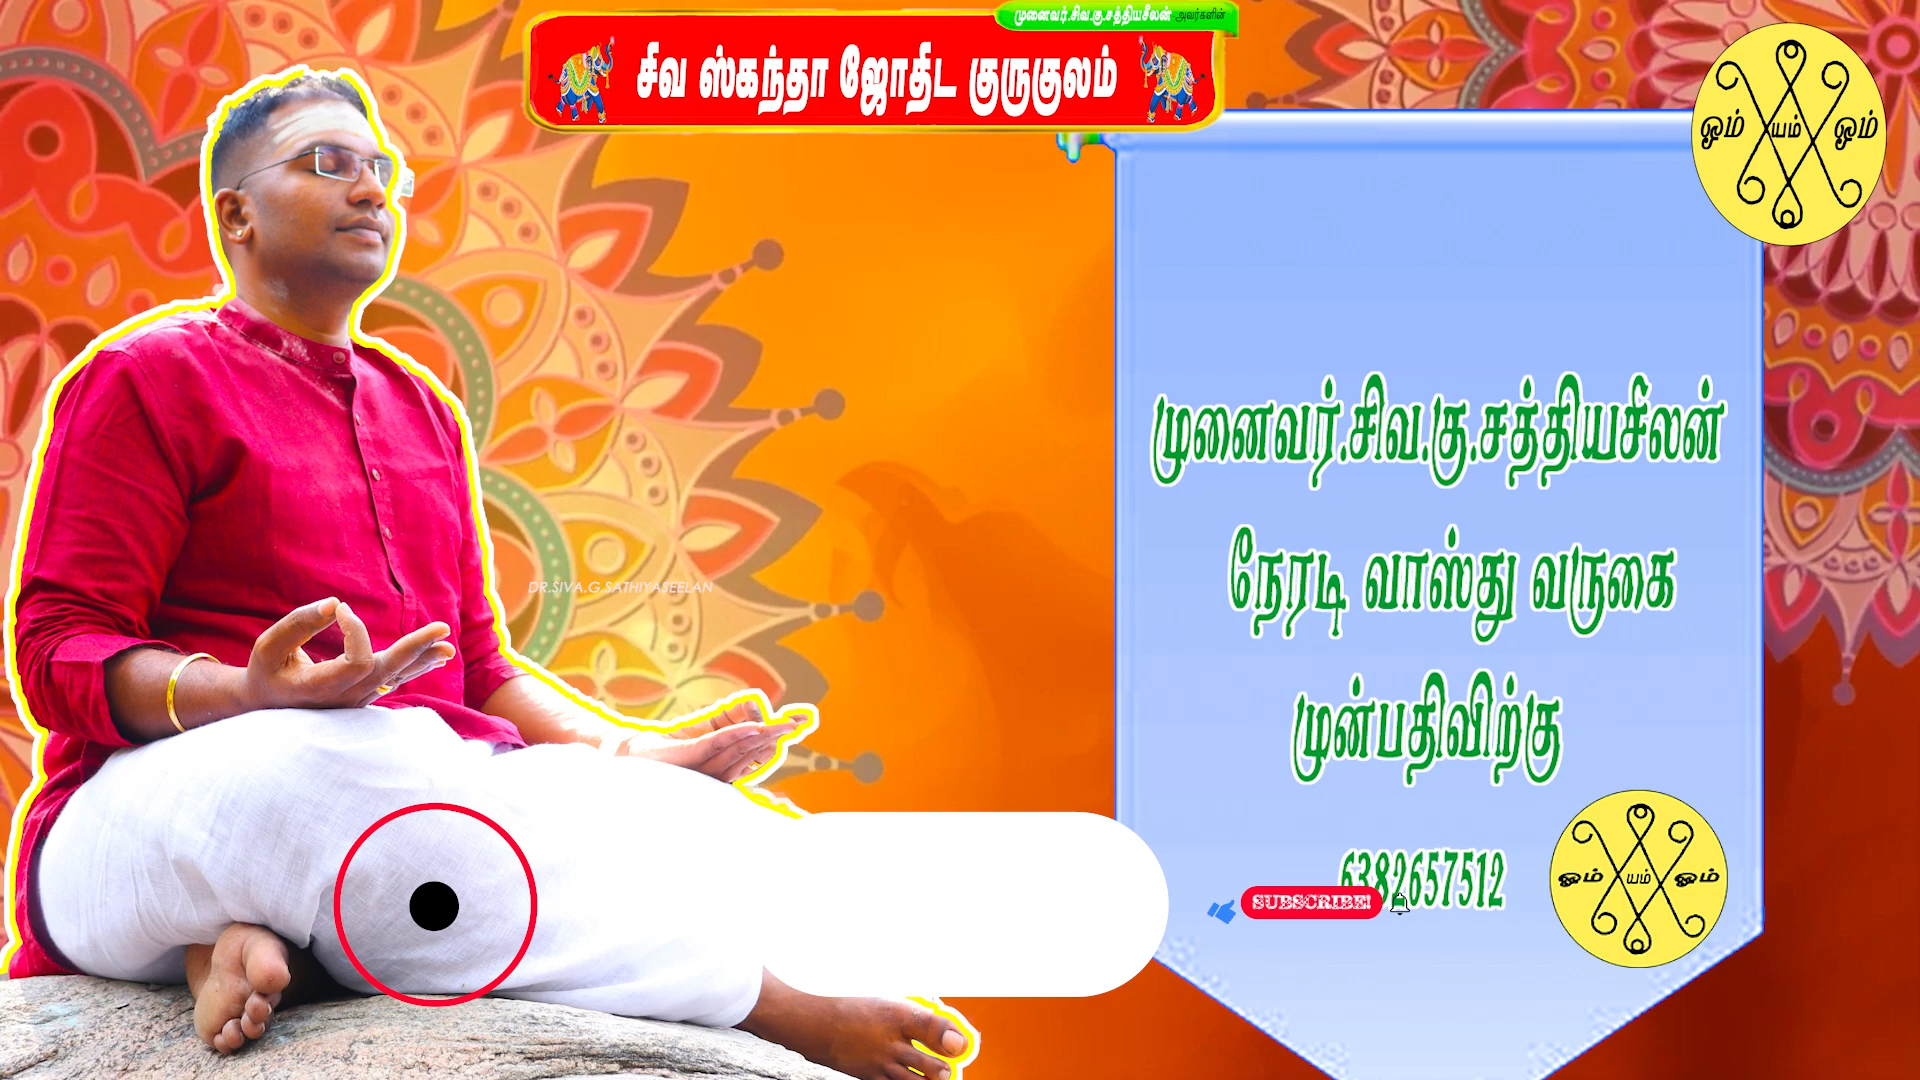 முனைவர்.சிவ.கு.சத்தியசீலன் அவர்களின்
சிவ ஸ்கந்தா ஜோதிட குருகுலம்
ஓம் யம் ஓம்
முனைவர்.சிவ.கு.சத்தியசீலன்
நேரடி வாஸ்து வருகை
முன்பதிவிற்கு
6382657512
SUBSCRIBE!
ஓம் யம் ஓம்
DR.SIVA.G.SATHIYASEELAN